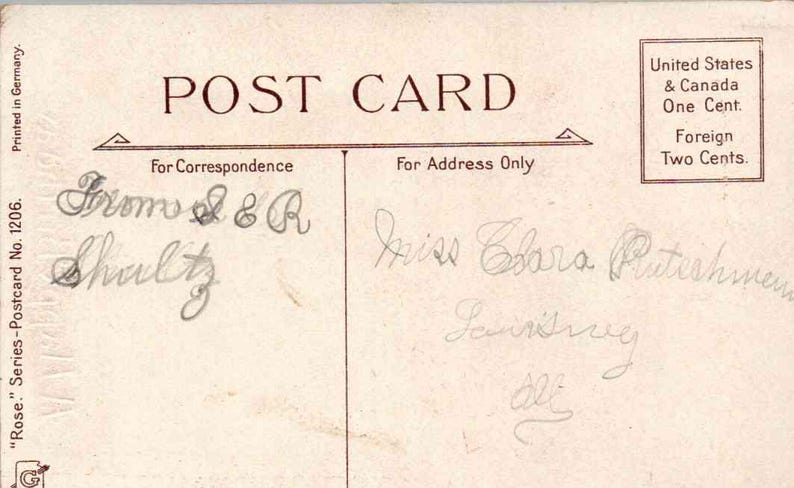 POST CARD
United States
& Canada
One Cent.
Foreign
Two Cents.
For Correspondence
For Address Only
From S & R
Shultz
Miss Clara
Ill
"Rose." Series-Postcard No. 1206.
Printed in Germany.
G